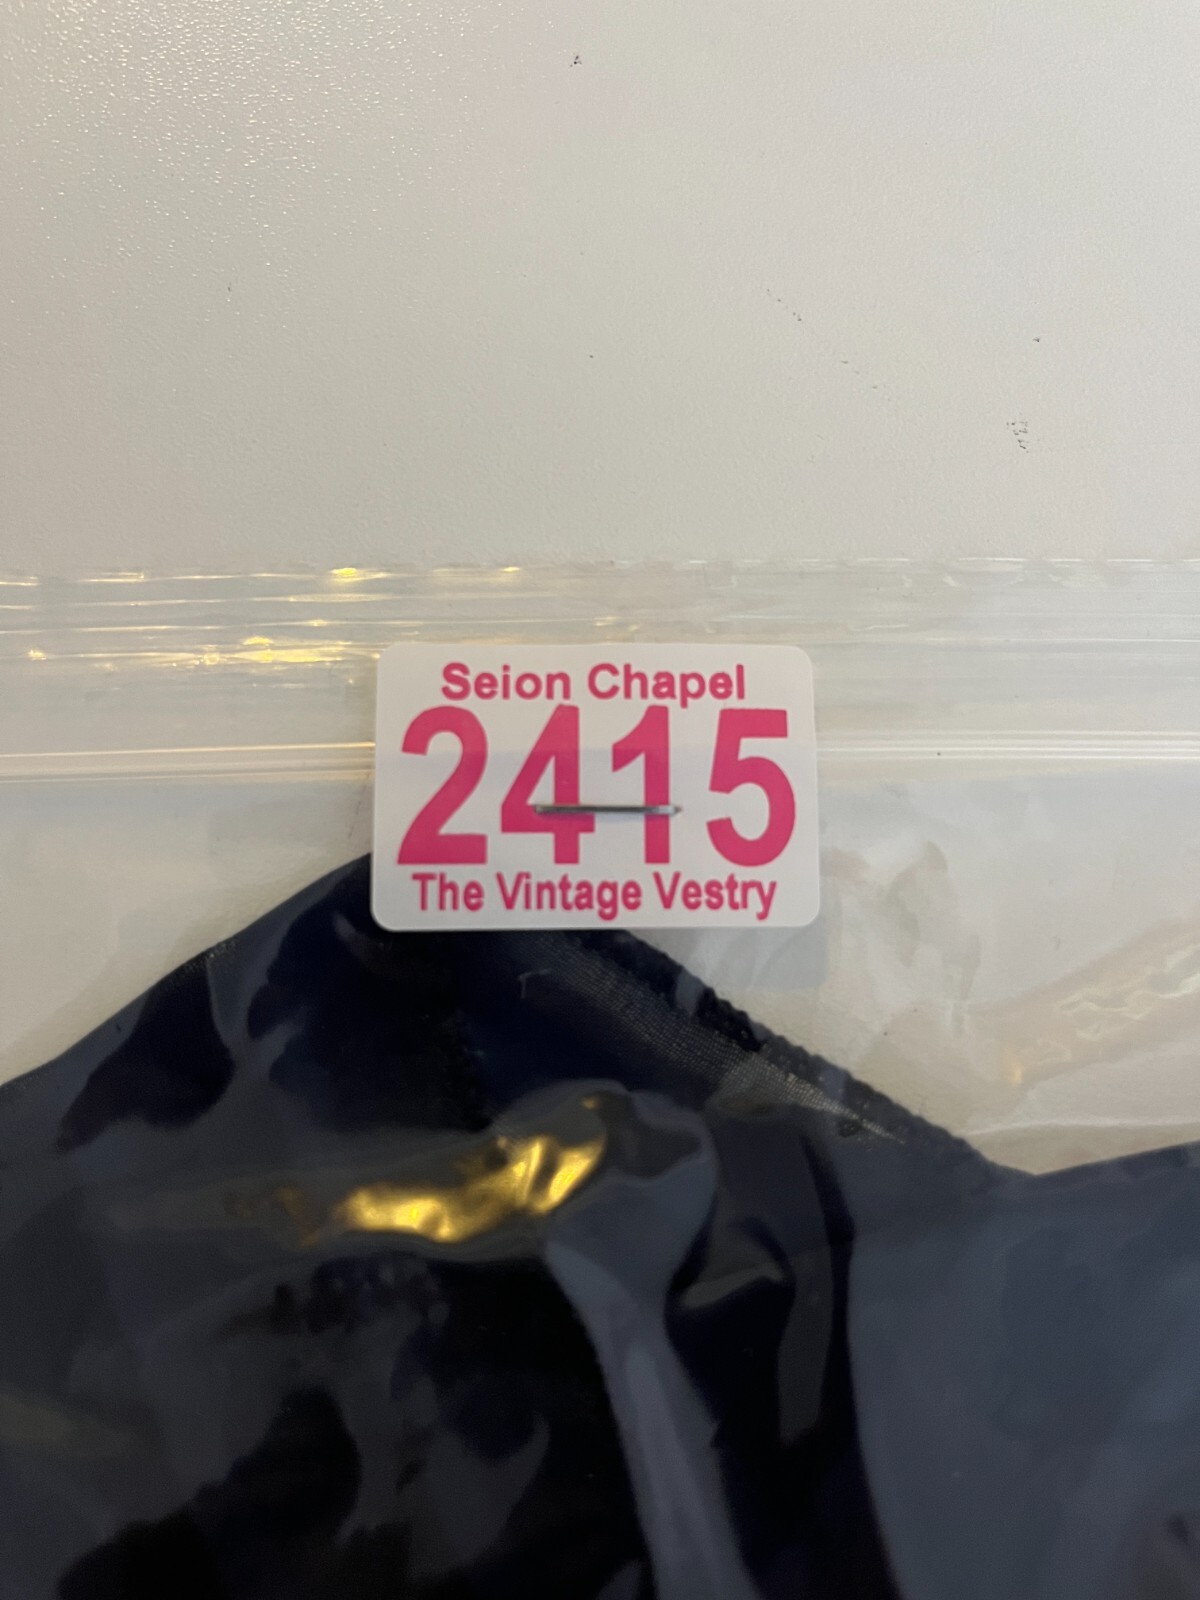 Seion Chapel
2415
The Vintage Vestry